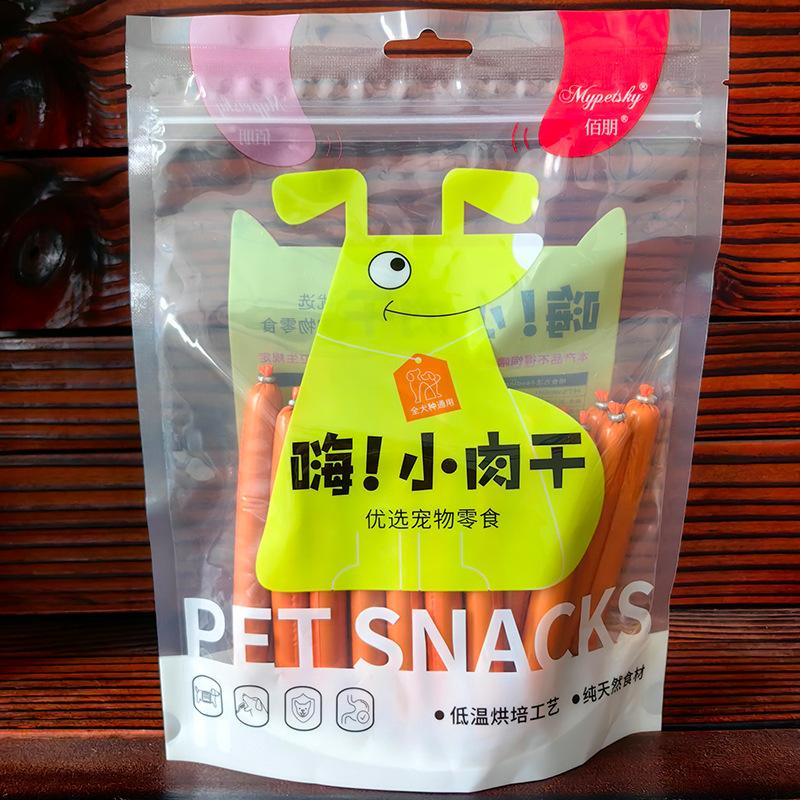 Mypetsky®
佰朋®
全犬种通用
嗨!小肉干
优选宠物零食
PET SNACKS
•低温烘培工艺 •纯天然食材